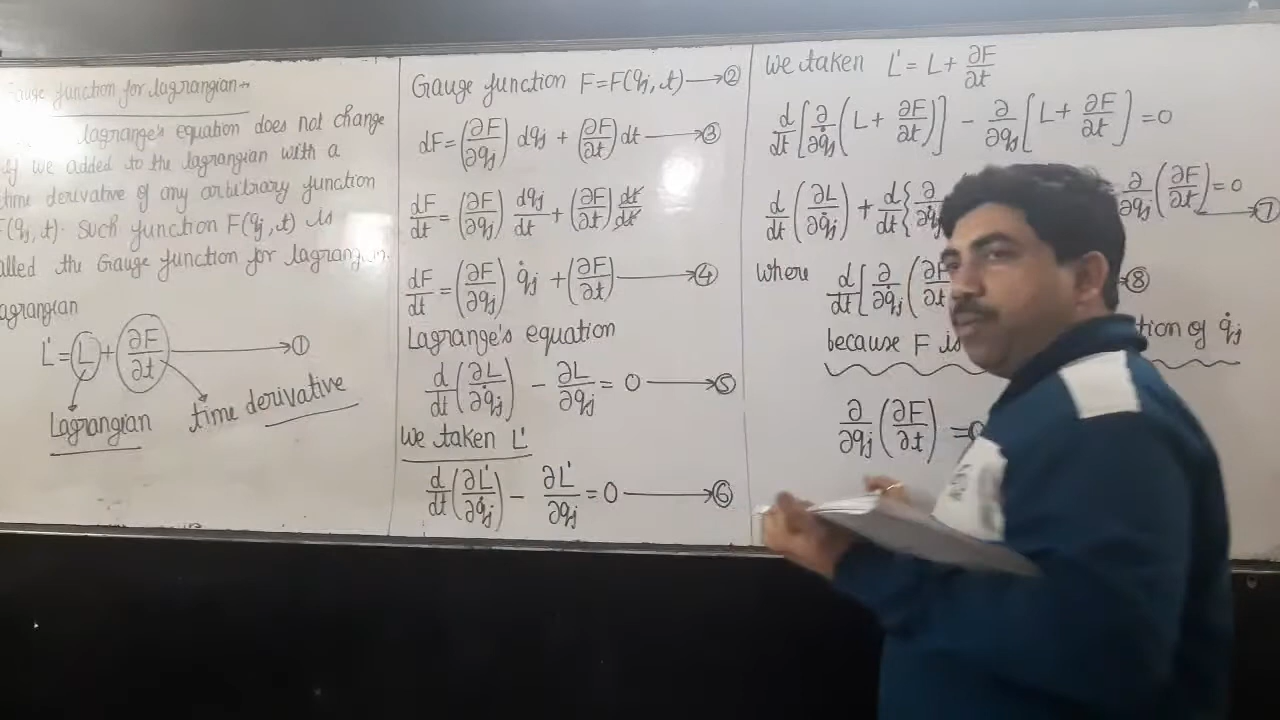 function for lagrangian
lagrange's equation does not change
if we added to the lagrangian with a
time derivative of any arbitrary function
F(qj, t). Such function F(qj, t) is
called the Gauge function for lagrangian.
lagrangian
L' = L + ∂F/∂t ⟶ ①
Lagrangian time derivative
Gauge function F = F(qj, t) ⟶ ②
dF = (∂F/∂qj) dqj + (∂F/∂t) dt ⟶ ③
dF/dt = (∂F/∂qj) dqj/dt + (∂F/∂t) dt/dt
dF/dt = (∂F/∂qj) q̇j + (∂F/∂t) ⟶ ④
Lagrange's equation
d/dt (∂L/∂q̇j) − ∂L/∂qj = 0 ⟶ ⑤
We taken L'
d/dt (∂L'/∂q̇j) − ∂L'/∂qj = 0 ⟶ ⑥
We taken L' = L + ∂F/∂t
d/dt [∂/∂q̇j (L + ∂F/∂t)] − ∂/∂qj [L + ∂F/∂t] = 0
d/dt (∂L/∂q̇j) + d/dt {∂/∂q̇j ∂/∂qj (∂F/∂t) = 0 ⟶ ⑦
where d/dt [∂/∂q̇j (∂F/∂t ⑧
because F is of q̇j
∂/∂qj (∂F/∂t) = 0